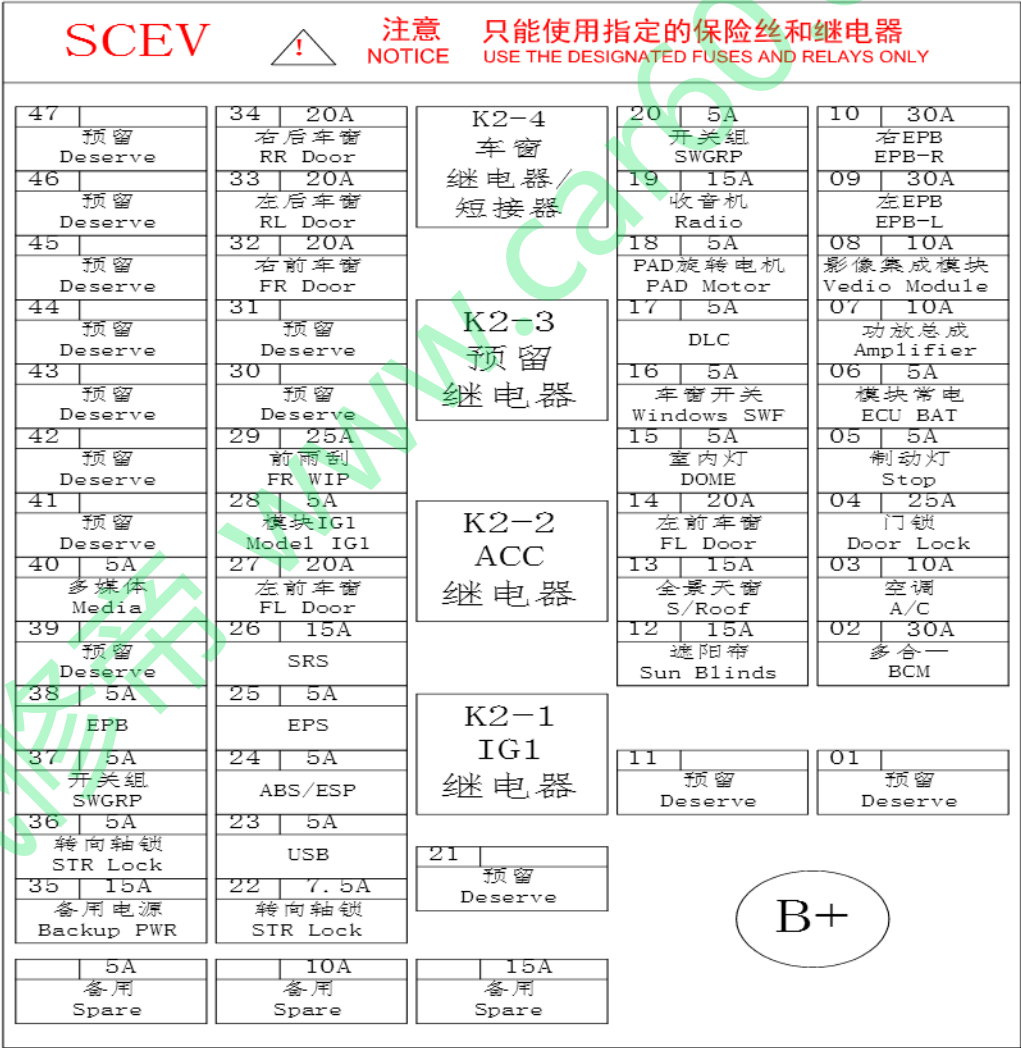 SCEV
!
注意
NOTICE
只能使用指定的保险丝和继电器
USE THE DESIGNATED FUSES AND RELAYS ONLY
47
预留
Deserve
46
预留
Deserve
45
预留
Deserve
44
预留
Deserve
43
预留
Deserve
42
预留
Deserve
41
预留
Deserve
40 5A
多媒体
Media
39
预留
Deserve
38 5A
EPB
37 5A
开关组
SWGRP
36 5A
转向轴锁
STR Lock
35 15A
备用电源
Backup PWR
5A
备用
Spare
34 20A
右后车窗
RR Door
33 20A
左后车窗
RL Door
32 20A
右前车窗
FR Door
31
预留
Deserve
30
预留
Deserve
29 25A
前雨刮
FR WIP
28 5A
模块IG1
Model IG1
27 20A
左前车窗
FL Door
26 15A
SRS
25 5A
EPS
24 5A
ABS/ESP
23 5A
USB
22 7.5A
转向轴锁
STR Lock
10A
备用
Spare
K2-4
车窗
继电器/
短接器
K2-3
预留
继电器
K2-2
ACC
继电器
K2-1
IG1
继电器
21
预留
Deserve
15A
备用
Spare
20 5A
开关组
SWGRP
19 15A
收音机
Radio
18 5A
PAD旋转电机
PAD Motor
17 5A
DLC
16 5A
车窗开关
Windows SWF
15 5A
室内灯
DOME
14 20A
左前车窗
FL Door
13 15A
全景天窗
S/Roof
12 15A
遮阳帘
Sun Blinds
11
预留
Deserve
10 30A
右EPB
EPB-R
09 30A
左EPB
EPB-L
08 10A
影像集成模块
Vedio Module
07 10A
功放总成
Amplifier
06 5A
模块常电
ECU BAT
05 5A
制动灯
Stop
04 25A
门锁
Door Lock
03 10A
空调
A/C
02 30A
多合一
BCM
01
预留
Deserve
B+
修帝 www.car60